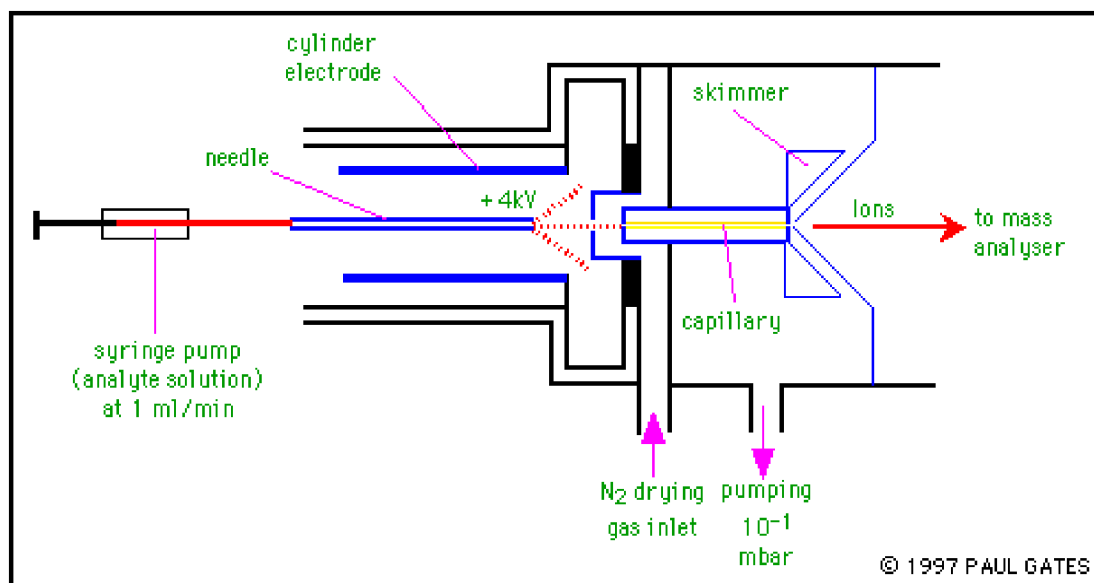 cylinder
electrode
skimmer
needle
+4kV
Ions
to mass
analyser
capillary
syringe pump
(analyte solution)
at 1 ml/min
N₂ drying
gas inlet
pumping
10⁻¹
mbar
© 1997 PAUL GATES